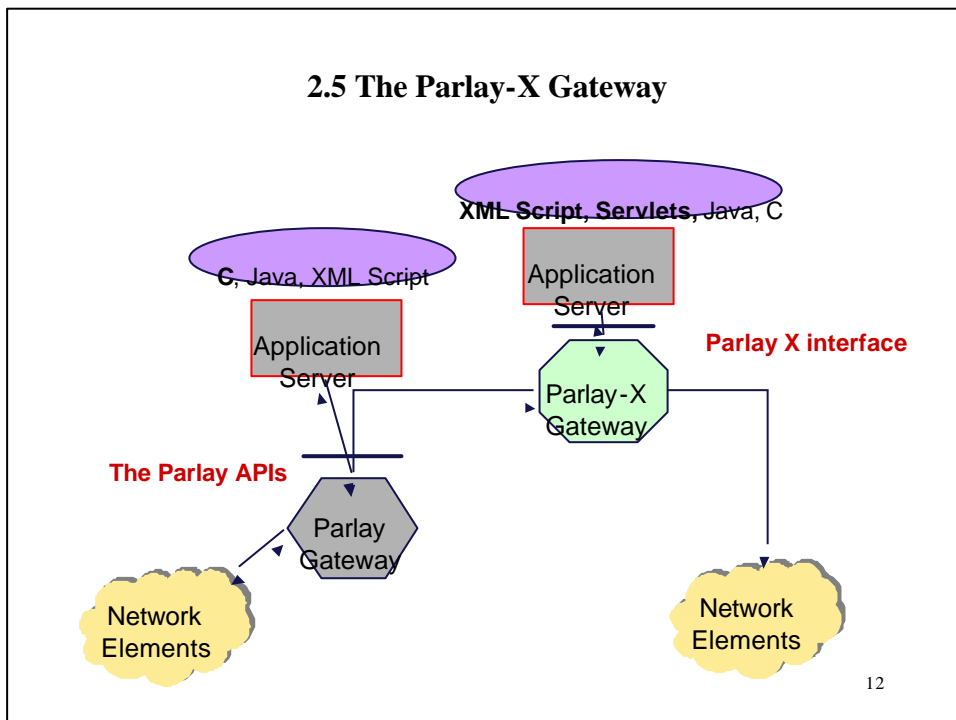 2.5 The Parlay-X Gateway
XML Script, Servlets, Java, C
C, Java, XML Script
Application
Server
Application
Server
Parlay X interface
Parlay-X
Gateway
The Parlay APIs
Parlay
Gateway
Network
Elements
Network
Elements
12